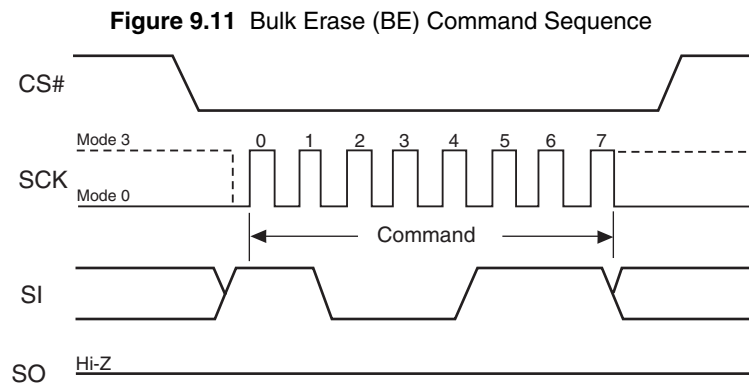 Figure 9.11 Bulk Erase (BE) Command Sequence
CS#
Mode 3
0 1 2 3 4 5 6 7
SCK
Mode 0
Command
SI
Hi-Z
SO